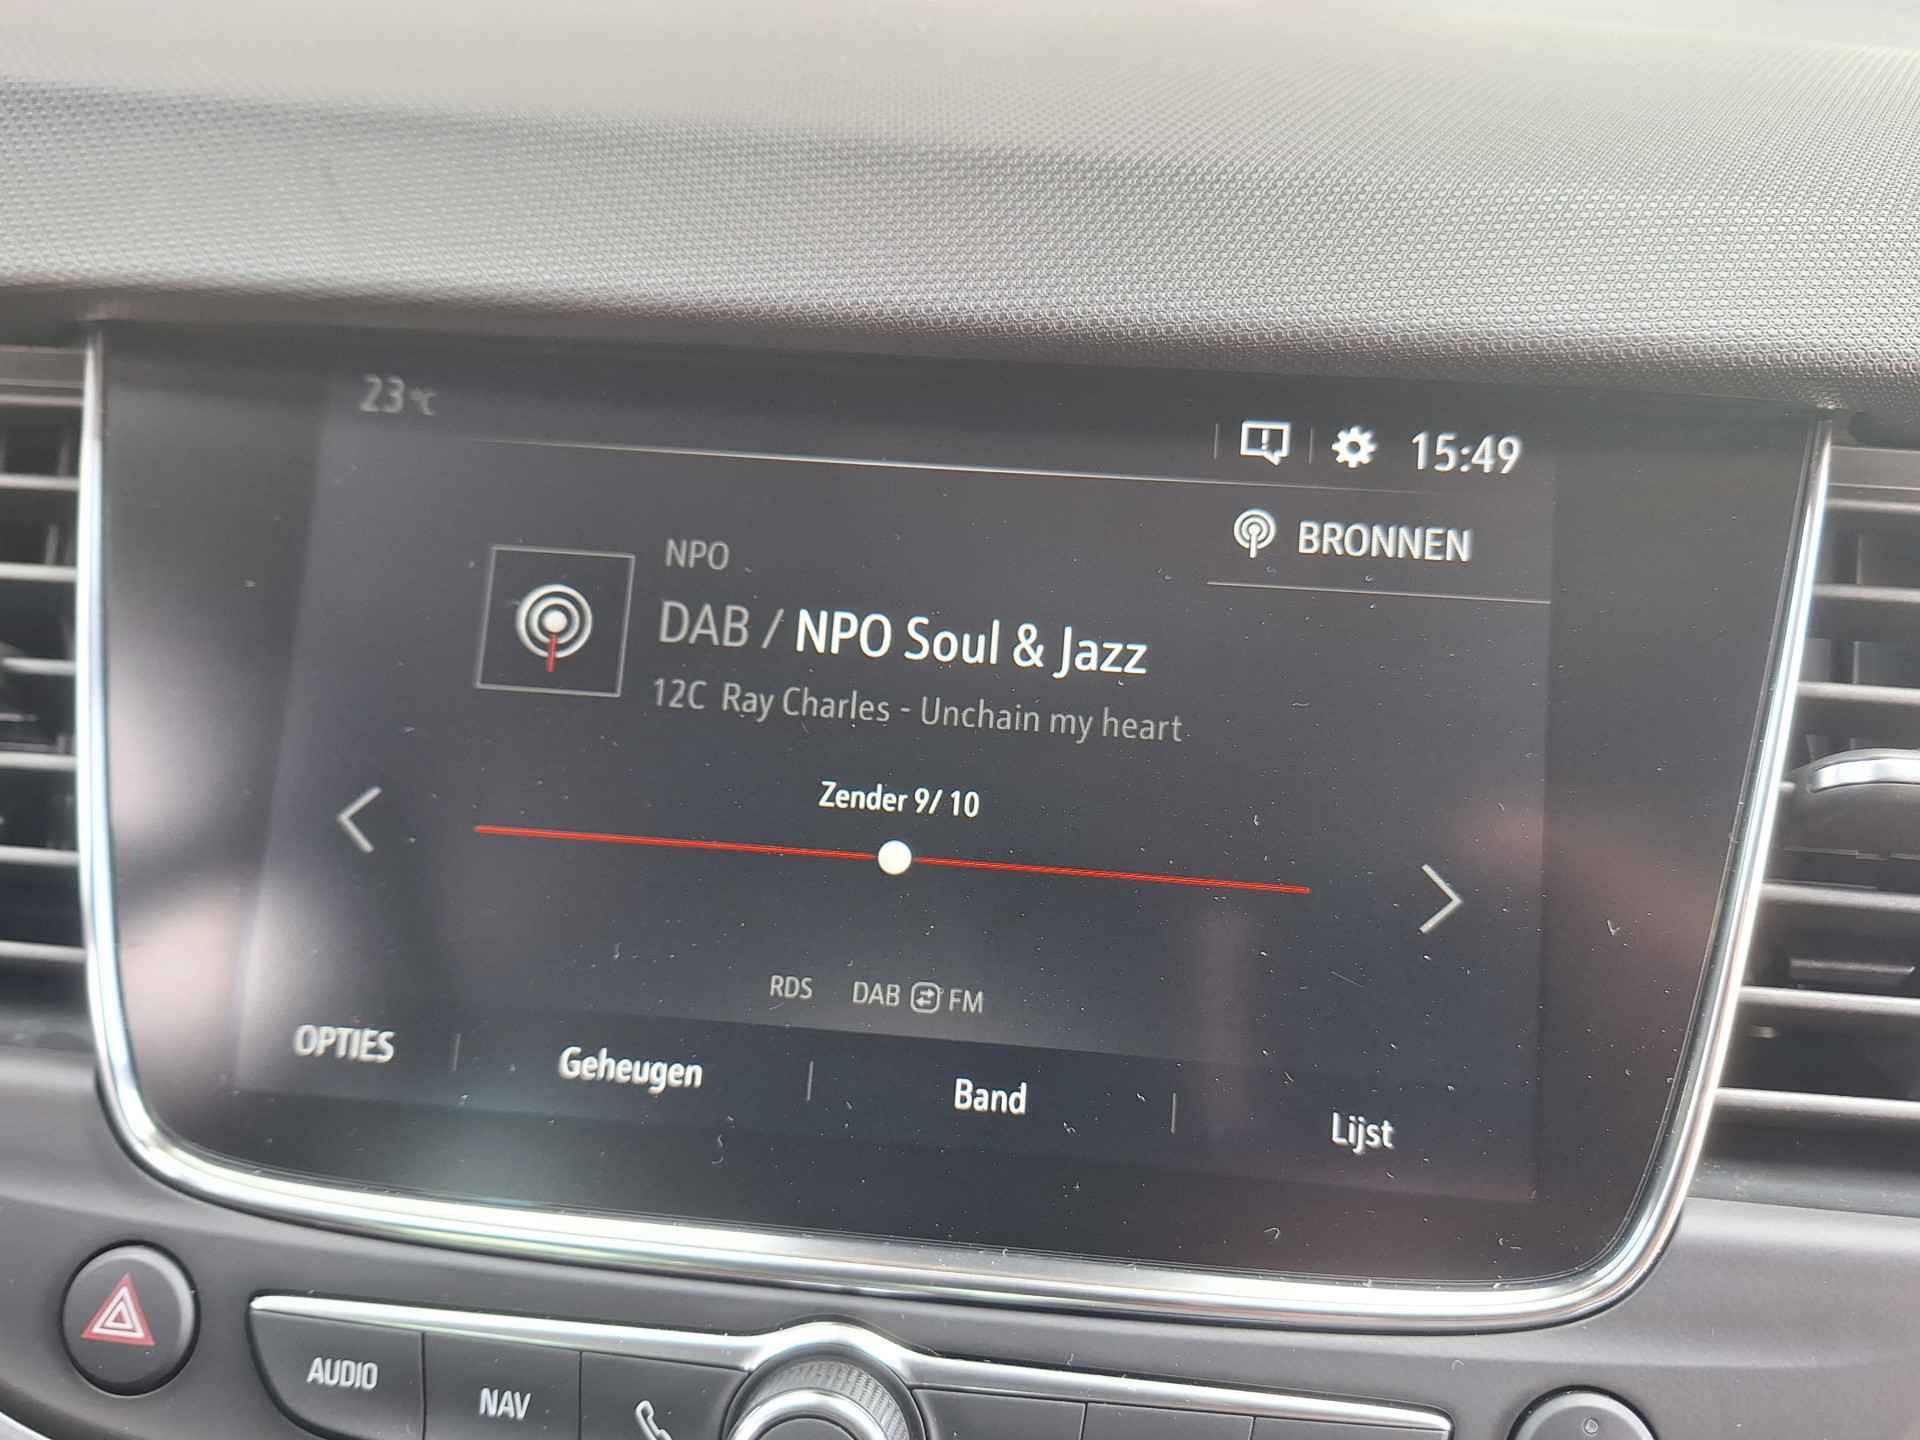 23 °C
15:49
BRONNEN
NPO
DAB / NPO Soul & Jazz
12C Ray Charles - Unchain my heart
Zender 9/ 10
RDS DAB FM
OPTIES Geheugen Band Lijst
AUDIO NAV